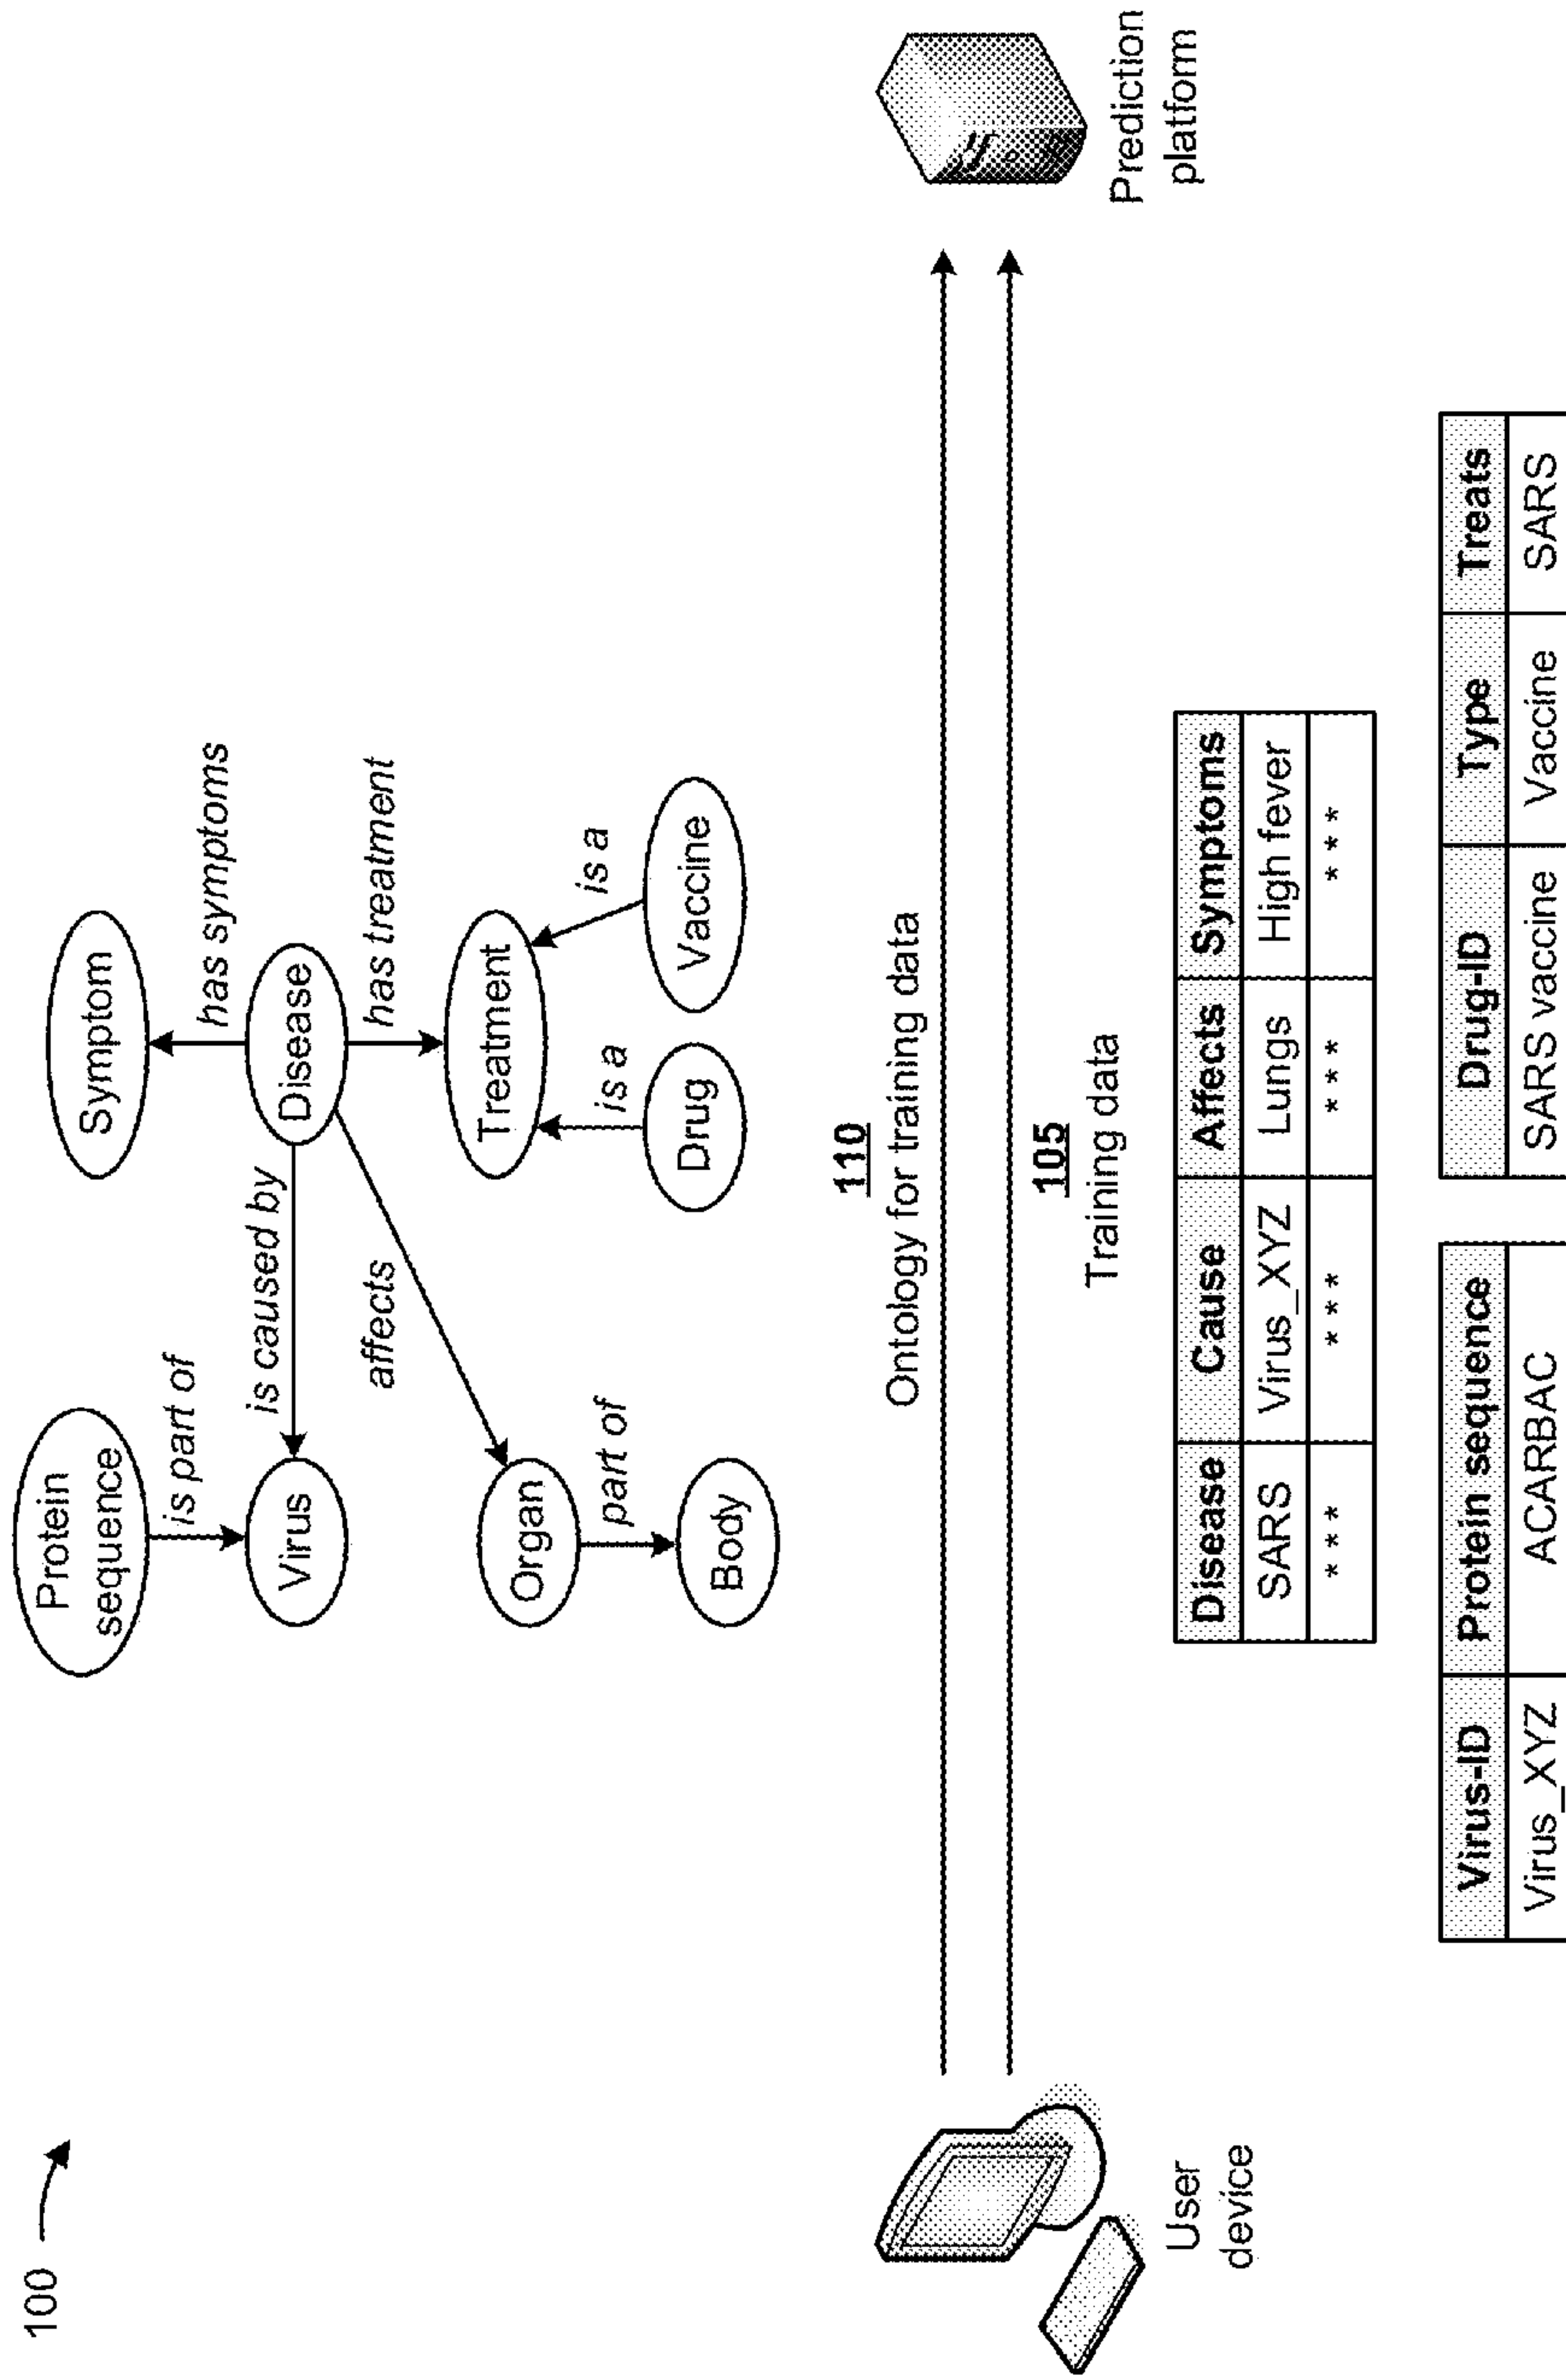 100
Protein
sequence
Symptom
is part of
has symptoms
Virus
is caused by
Disease
affects
has treatment
Organ
Treatment
part of
is a
is a
Body
Drug
Vaccine
110
Ontology for training data
105
Training data
User
device
Prediction
platform
Disease Cause Affects Symptoms
SARS Virus_XYZ Lungs High fever
*** *** *** ***
Virus-ID Protein sequence
Virus_XYZ ACARBAC
Drug-ID Type Treats
SARS vaccine Vaccine SARS